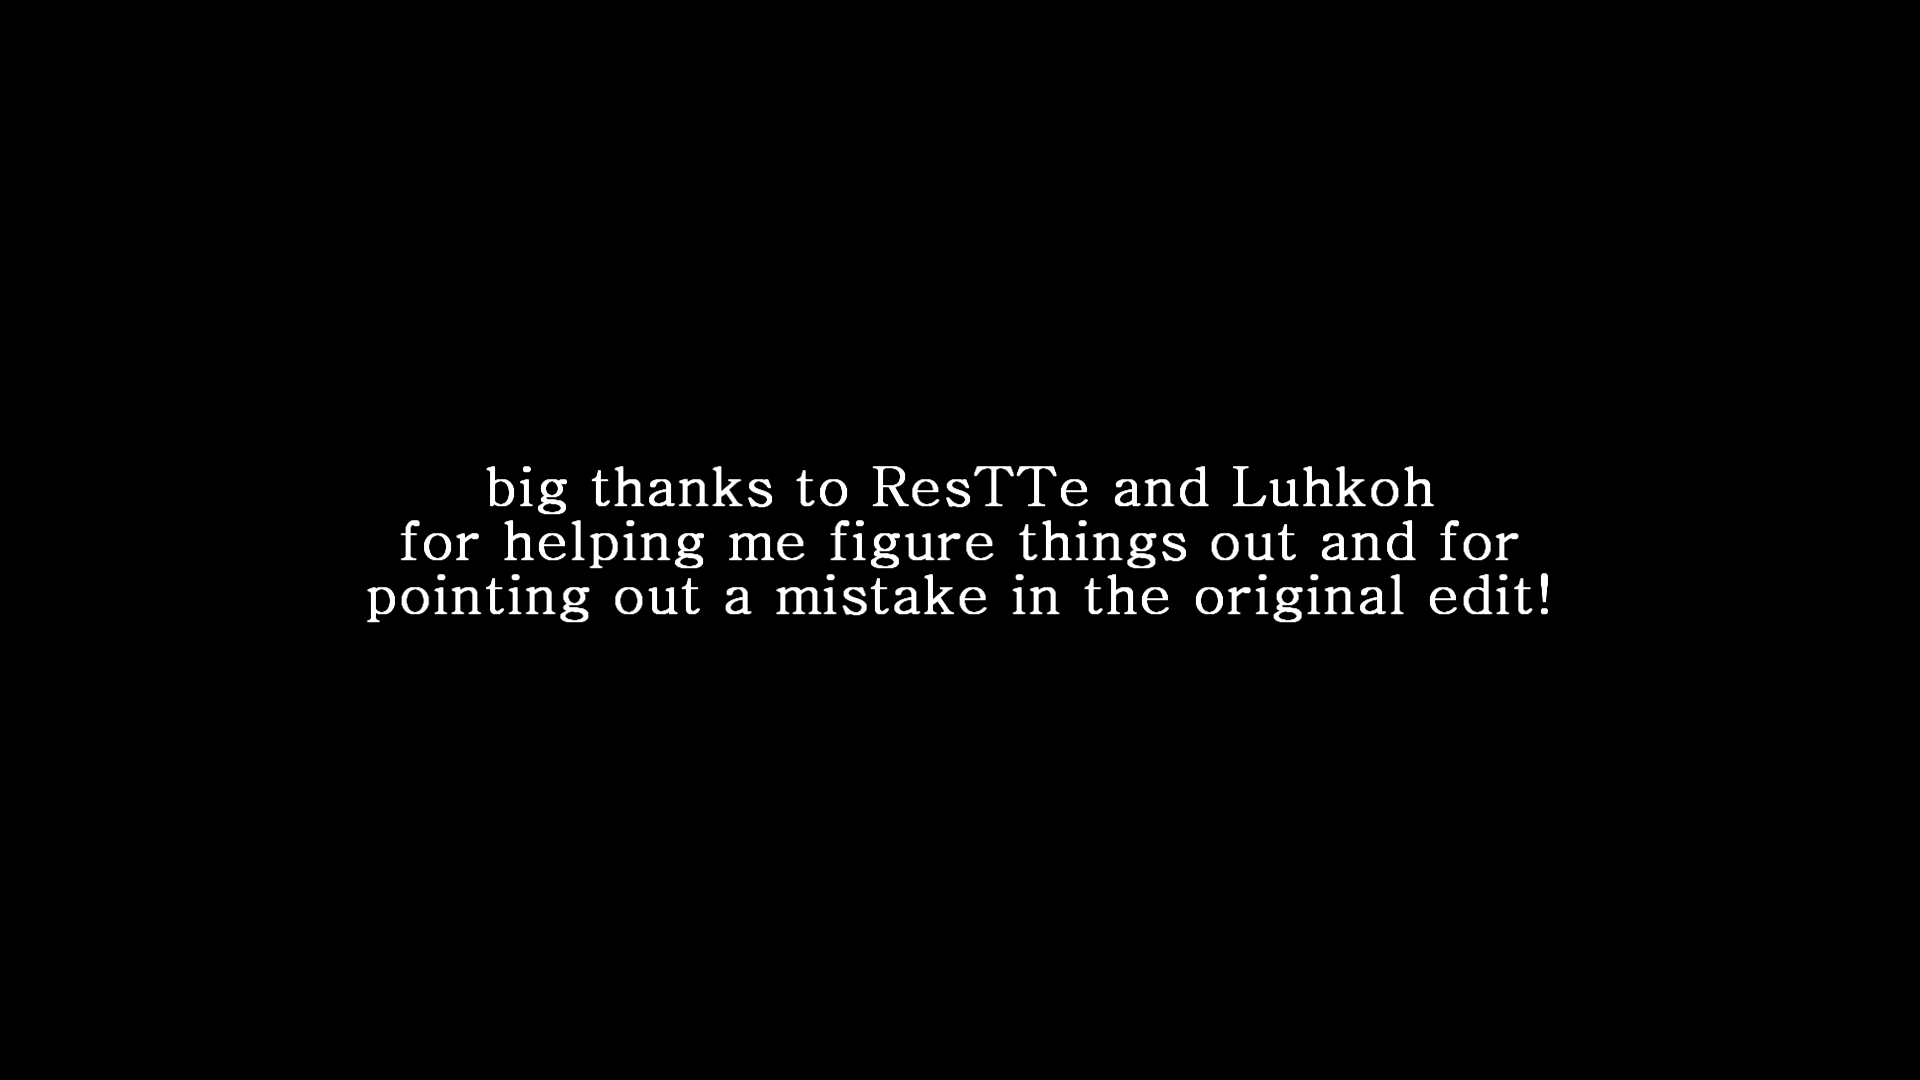 big thanks to ResTTe and Luhkoh
for helping me figure things out and for
pointing out a mistake in the original edit!